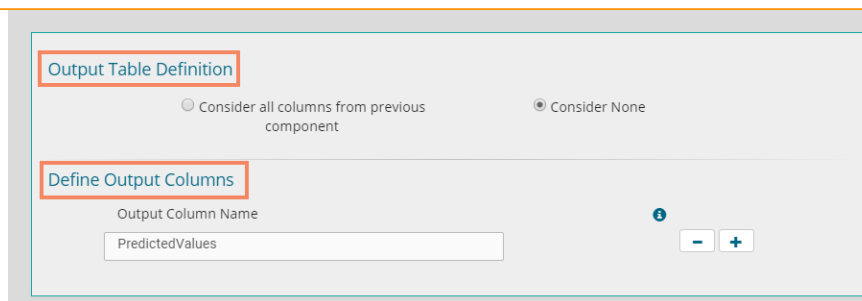 Output Table Definition
Consider all columns from previous
component
Consider None
Define Output Columns
Output Column Name
PredictedValues